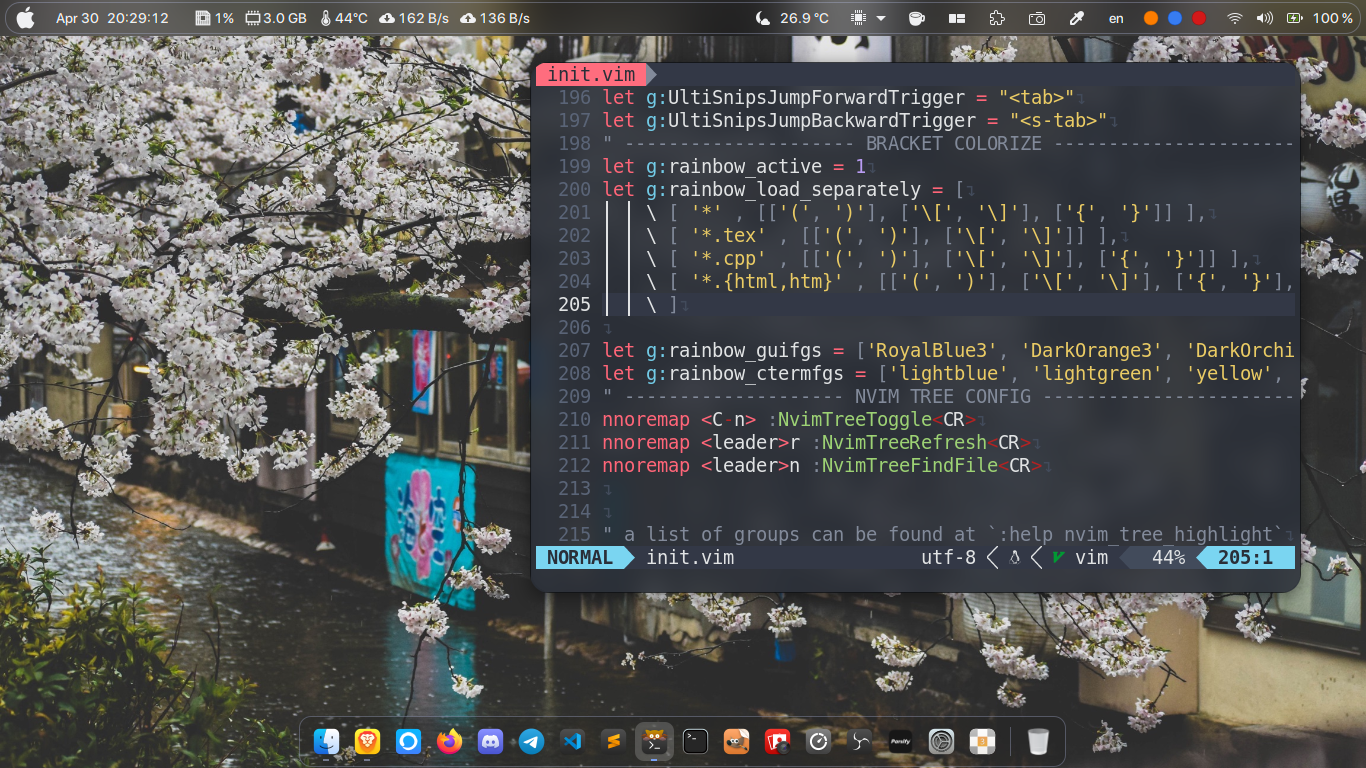 Apr 30 20:29:12 1% 3.0 GB 44°C 162 B/s 136 B/s 26.9 °C en 100 %
init.vim
196 let g:UltiSnipsJumpForwardTrigger = "<tab>"
197 let g:UltiSnipsJumpBackwardTrigger = "<s-tab>"
198 " --------------------- BRACKET COLORIZE ----------------------
199 let g:rainbow_active = 1
200 let g:rainbow_load_separately = [
201 \ [ '*' , [['(', ')'], ['\[', '\]'], ['{', '}']] ],
202 \ [ '*.tex' , [['(', ')'], ['\[', '\]']] ],
203 \ [ '*.cpp' , [['(', ')'], ['\[', '\]'], ['{', '}']] ],
204 \ [ '*.{html,htm}' , [['(', ')'], ['\[', '\]'], ['{', '}'],
205 \ ]
206
207 let g:rainbow_guifgs = ['RoyalBlue3', 'DarkOrange3', 'DarkOrchi
208 let g:rainbow_ctermfgs = ['lightblue', 'lightgreen', 'yellow',
209 " -------------------- NVIM TREE CONFIG -----------------------
210 nnoremap <C-n> :NvimTreeToggle<CR>
211 nnoremap <leader>r :NvimTreeRefresh<CR>
212 nnoremap <leader>n :NvimTreeFindFile<CR>
213
214
215 " a list of groups can be found at `:help nvim_tree_highlight`
NORMAL init.vim utf-8 vim 44% 205:1
Parsify